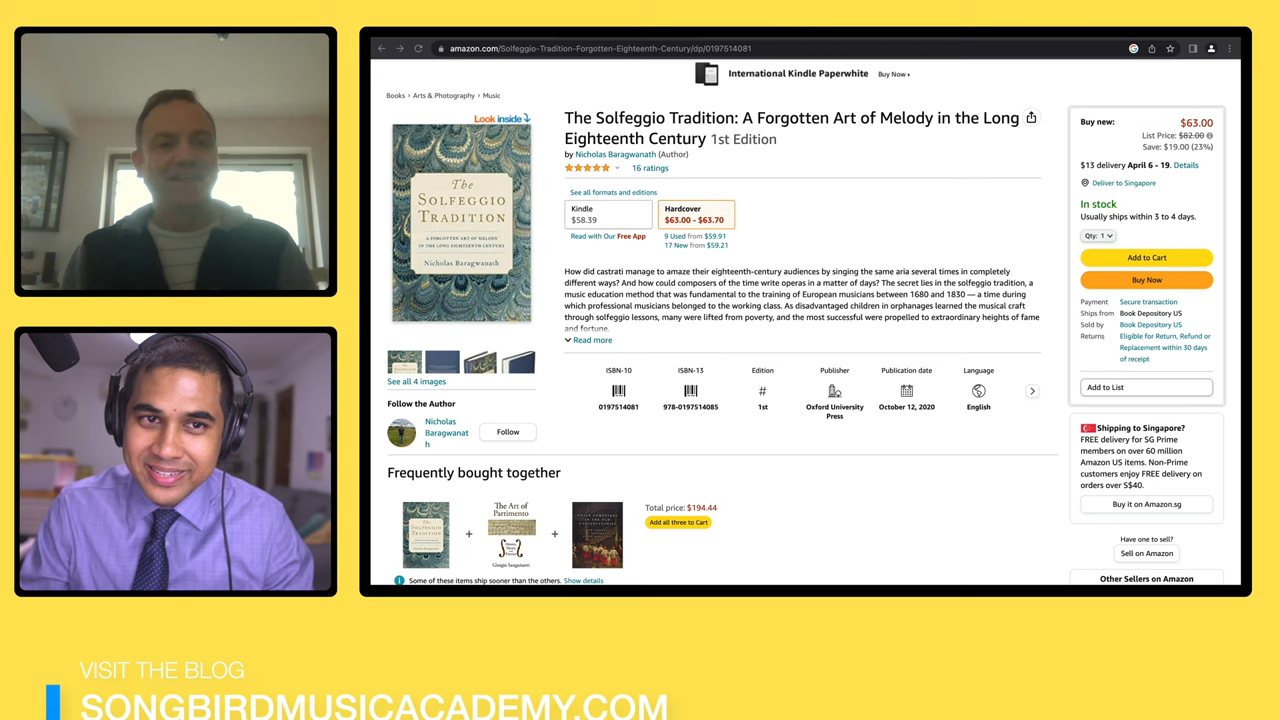 amazon.com/Solfeggio-Tradition-Forgotten-Eighteenth-Century/dp/0197514081
International Kindle Paperwhite Buy Now ›
Books › Arts & Photography › Music
Look inside
The
SOLFEGGIO
TRADITION
A FORGOTTEN ART OF MELODY
IN THE LONG EIGHTEENTH CENTURY
Nicholas Baragwanath
See all 4 images
Follow the Author
Nicholas
Baragwanat
h
Follow
The Solfeggio Tradition: A Forgotten Art of Melody in the Long
Eighteenth Century 1st Edition
by Nicholas Baragwanath (Author)
16 ratings
See all formats and editions
Kindle
$58.39
Read with Our Free App
Hardcover
$63.00 - $63.70
9 Used from $59.91
17 New from $59.21
How did castrati manage to amaze their eighteenth-century audiences by singing the same aria several times in completely
different ways? And how could composers of the time write operas in a matter of days? The secret lies in the solfeggio tradition, a
music education method that was fundamental to the training of European musicians between 1680 and 1830 — a time during
which professional musicians belonged to the working class. As disadvantaged children in orphanages learned the musical craft
through solfeggio lessons, many were lifted from poverty, and the most successful were propelled to extraordinary heights of fame
and fortune.
Read more
ISBN-10
0197514081
ISBN-13
978-0197514085
Edition
#
1st
Publisher
Oxford University
Press
Publication date
October 12, 2020
Language
English
Buy new: $63.00
List Price: $82.00
Save: $19.00 (23%)
$13 delivery April 6 - 19. Details
Deliver to Singapore
In stock
Usually ships within 3 to 4 days.
Qty: 1
Add to Cart
Buy Now
Payment Secure transaction
Ships from Book Depository US
Sold by Book Depository US
Returns Eligible for Return, Refund or
Replacement within 30 days
of receipt
Add to List
Shipping to Singapore?
FREE delivery for SG Prime
members on over 60 million
Amazon US items. Non-Prime
customers enjoy FREE delivery on
orders over S$40.
Buy it on Amazon.sg
Have one to sell?
Sell on Amazon
Other Sellers on Amazon
Frequently bought together
The
SOLFEGGIO
TRADITION
+
The Art of
Partimento
Giorgio Sanguinetti
+
Total price: $194.44
Add all three to Cart
Some of these items ship sooner than the others. Show details
VISIT THE BLOG
SONGBIRDMUSICACADEMY.COM